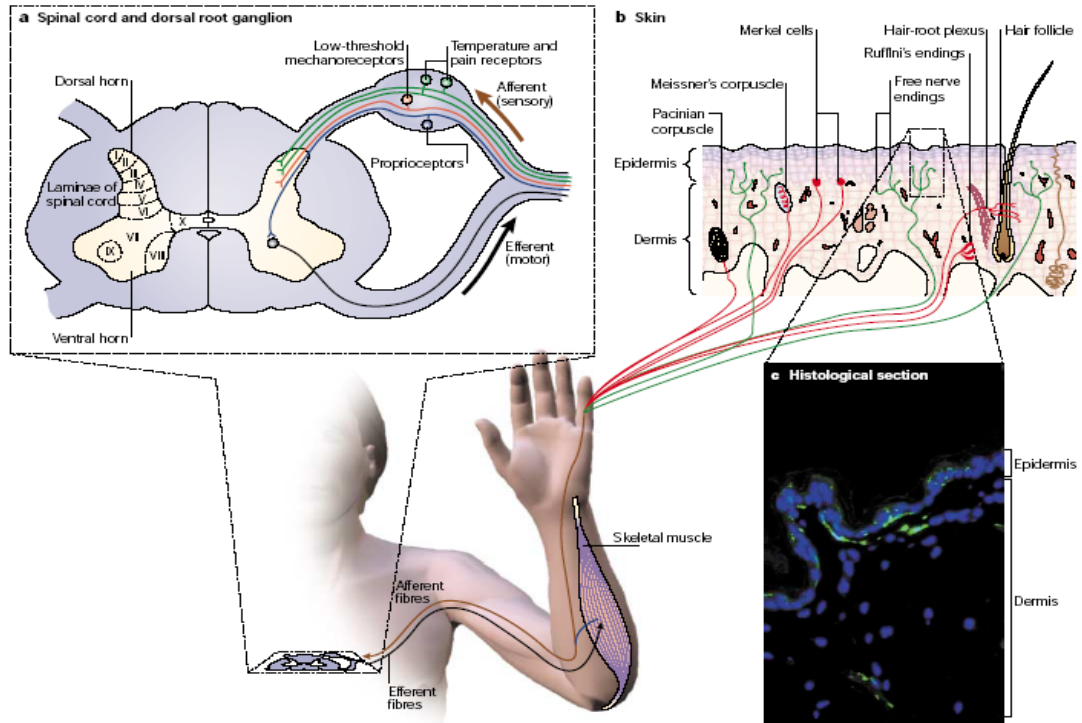 a Spinal cord and dorsal root ganglion
Low-threshold
mechanoreceptors
Temperature and
pain receptors
Dorsal horn
Afferent
(sensory)
Proprioceptors
Laminae of
spinal cord
I
II
III
IV
V
VI
VII
VIII
IX
X
Efferent
(motor)
Ventral horn
b Skin
Merkel cells
Hair-root plexus
Hair follicle
Ruffini's endings
Meissner's corpuscle
Free nerve
endings
Pacinian
corpuscle
Epidermis
Dermis
c Histological section
Epidermis
Dermis
Skeletal muscle
Afferent
fibres
Efferent
fibres